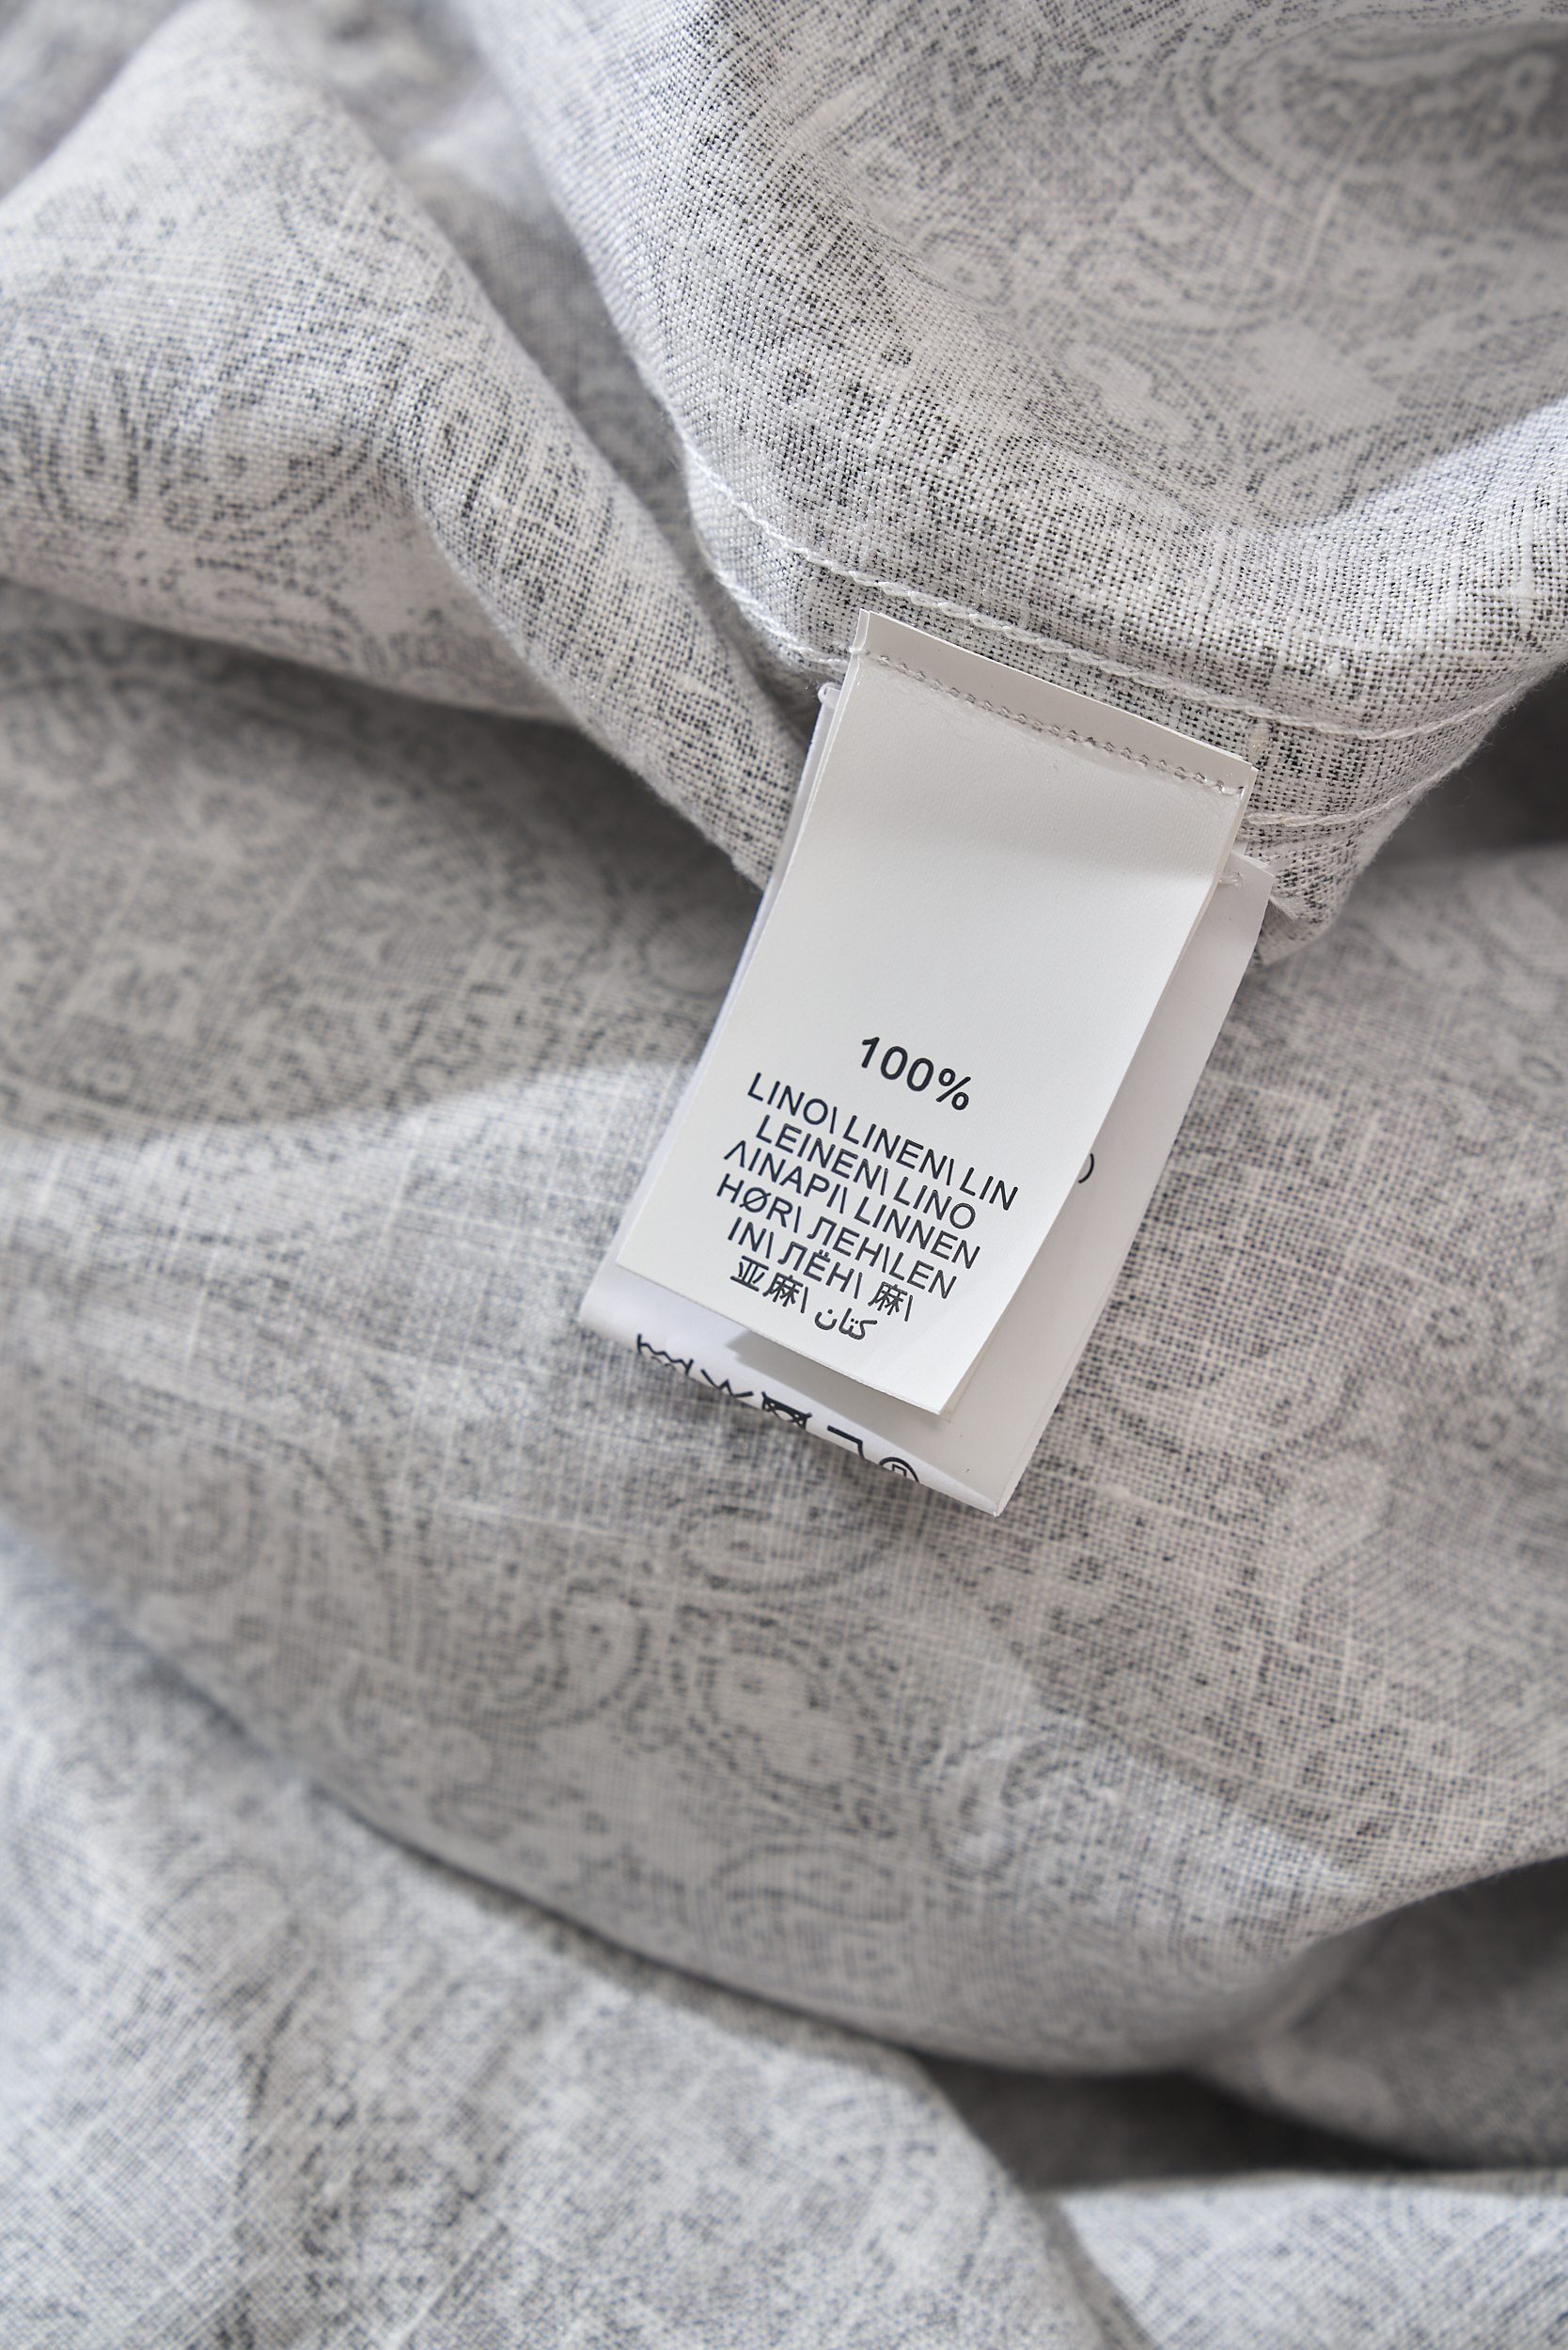 100%
LINO\ LINEN\ LIN
LEINEN\ LINO
ΛΙΝΑΡΙ\ LINNEN
HØR\ ЛЕН\LEN
IN\ ЛЁН\ 麻\
亚麻\ كتان